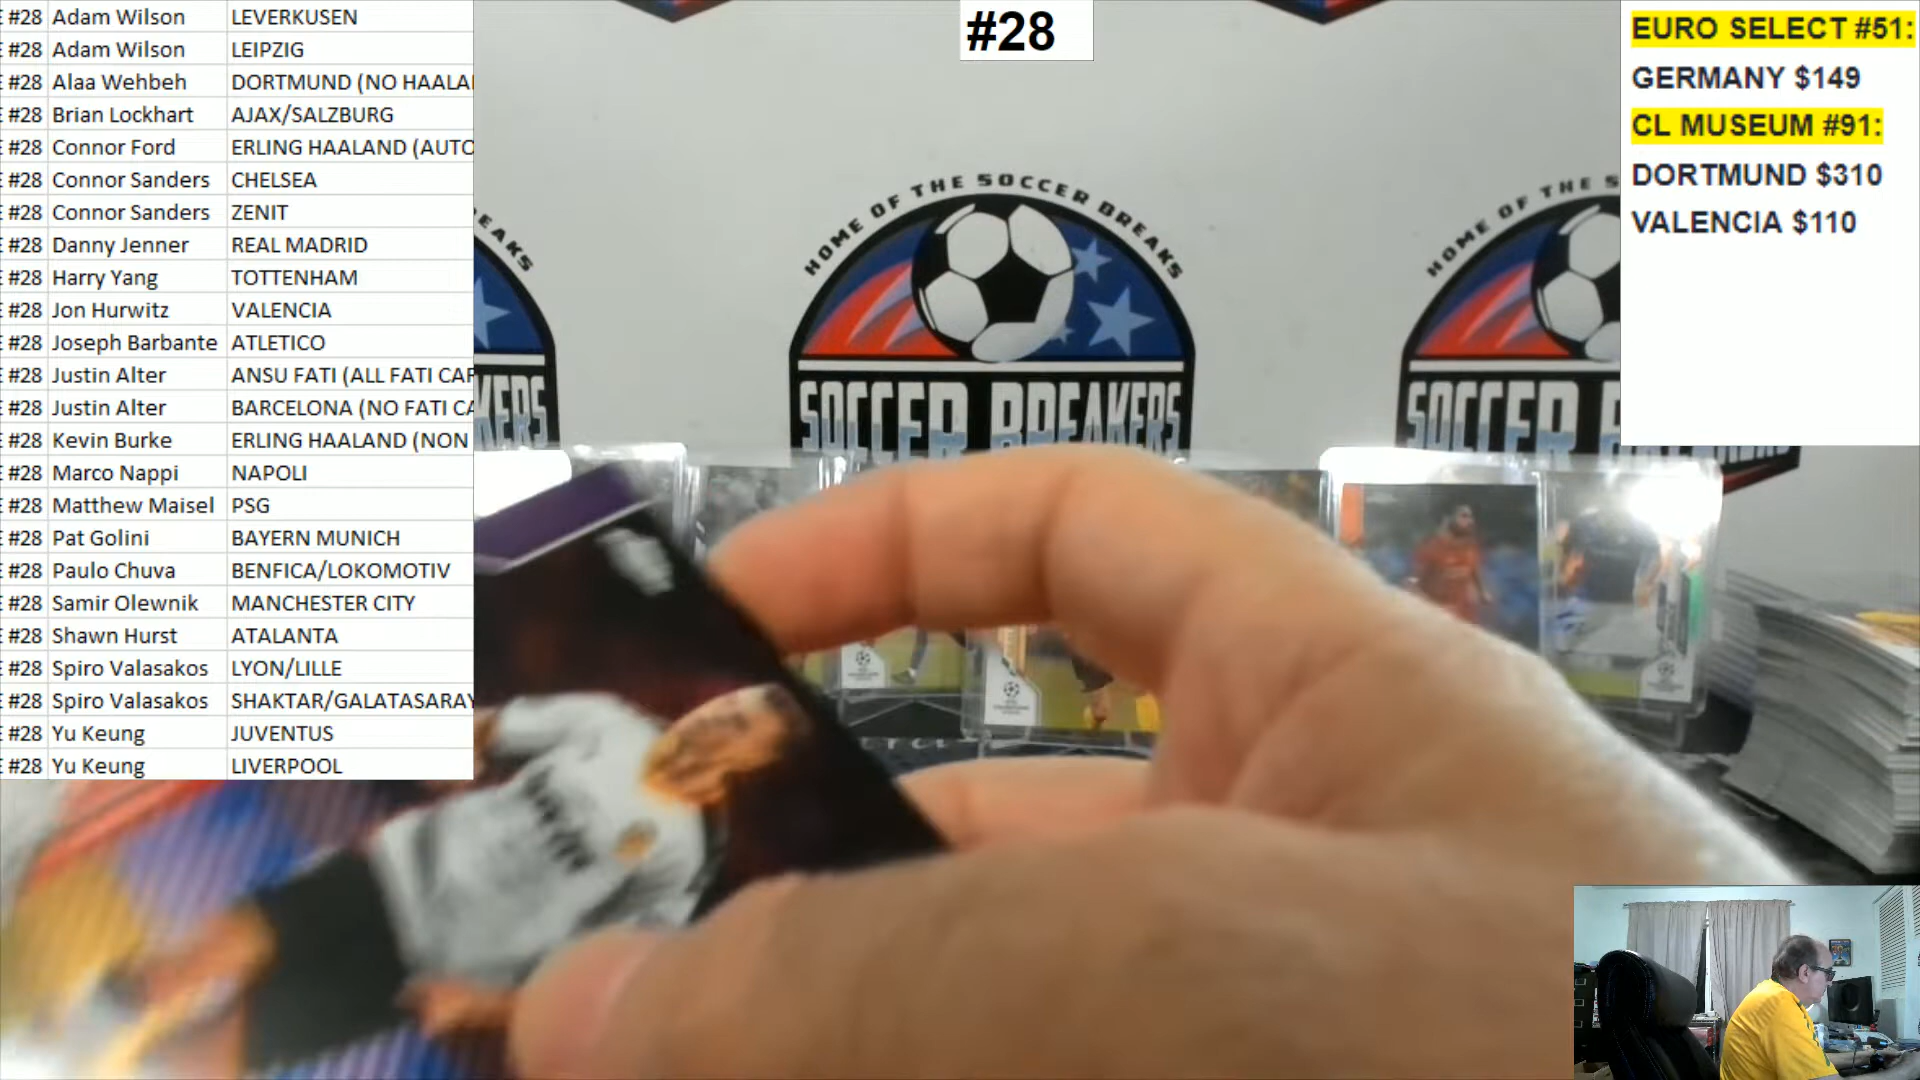 E #28 Adam Wilson LEVERKUSEN
E #28 Adam Wilson LEIPZIG
E #28 Alaa Wehbeh DORTMUND (NO HAALA
E #28 Brian Lockhart AJAX/SALZBURG
E #28 Connor Ford ERLING HAALAND (AUTO
E #28 Connor Sanders CHELSEA
E #28 Connor Sanders ZENIT
E #28 Danny Jenner REAL MADRID
E #28 Harry Yang TOTTENHAM
E #28 Jon Hurwitz VALENCIA
E #28 Joseph Barbante ATLETICO
E #28 Justin Alter ANSU FATI (ALL FATI CAR
E #28 Justin Alter BARCELONA (NO FATI CA
E #28 Kevin Burke ERLING HAALAND (NON
E #28 Marco Nappi NAPOLI
E #28 Matthew Maisel PSG
E #28 Pat Golini BAYERN MUNICH
E #28 Paulo Chuva BENFICA/LOKOMOTIV
E #28 Samir Olewnik MANCHESTER CITY
E #28 Shawn Hurst ATALANTA
E #28 Spiro Valasakos LYON/LILLE
E #28 Spiro Valasakos SHAKTAR/GALATASARAY
E #28 Yu Keung JUVENTUS
E #28 Yu Keung LIVERPOOL
#28
EURO SELECT #51:
GERMANY $149
CL MUSEUM #91:
DORTMUND $310
VALENCIA $110
EAKS
KERS
HOME OF THE SOCCER BREAKS
SOCCER BREAKERS
HOME OF THE S
SOCCER